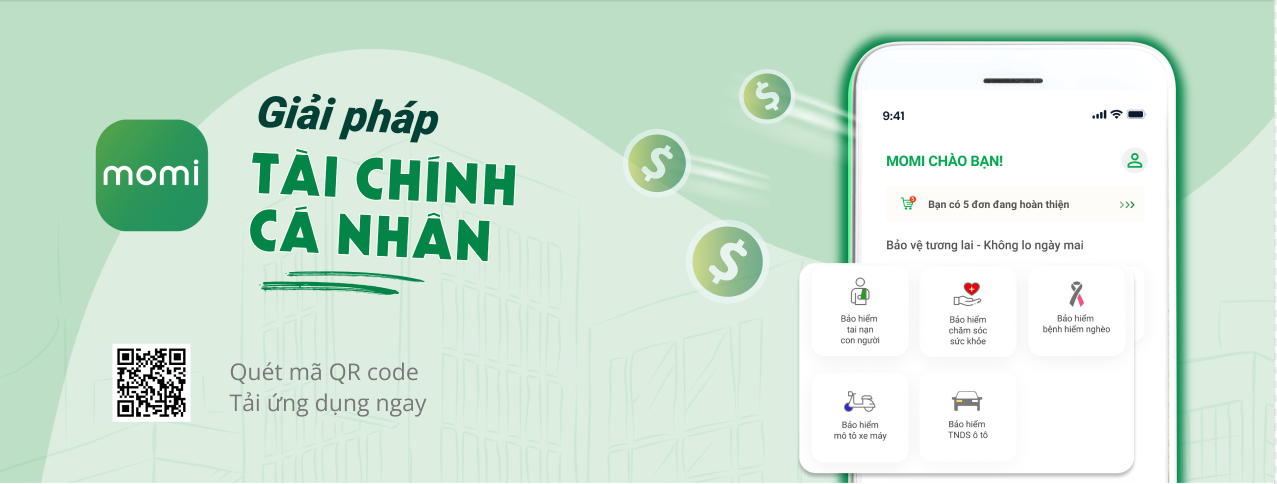 momi
Giải pháp
TÀI CHÍNH
CÁ NHÂN
Quét mã QR code
Tải ứng dụng ngay
9:41
MOMI CHÀO BẠN!
5
Bạn có 5 đơn đang hoàn thiện
>>>
Bảo vệ tương lai - Không lo ngày mai
Bảo hiểm
tai nạn
con người
Bảo hiểm
chăm sóc
sức khỏe
Bảo hiểm
bệnh hiểm nghèo
Bảo hiểm
mô tô xe máy
Bảo hiểm
TNDS ô tô